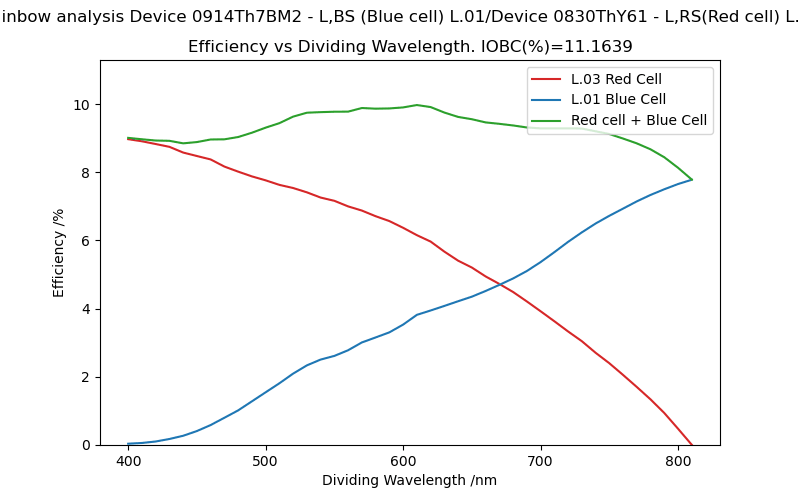 inbow analysis Device 0914Th7BM2 - L,BS (Blue cell) L.01/Device 0830ThY61 - L,RS(Red cell) L.
Efficiency vs Dividing Wavelength. IOBC(%)=11.1639
L.03 Red Cell
L.01 Blue Cell
Red cell + Blue Cell
Efficiency /%
10
8
6
4
2
0
400 500 600 700 800
Dividing Wavelength /nm